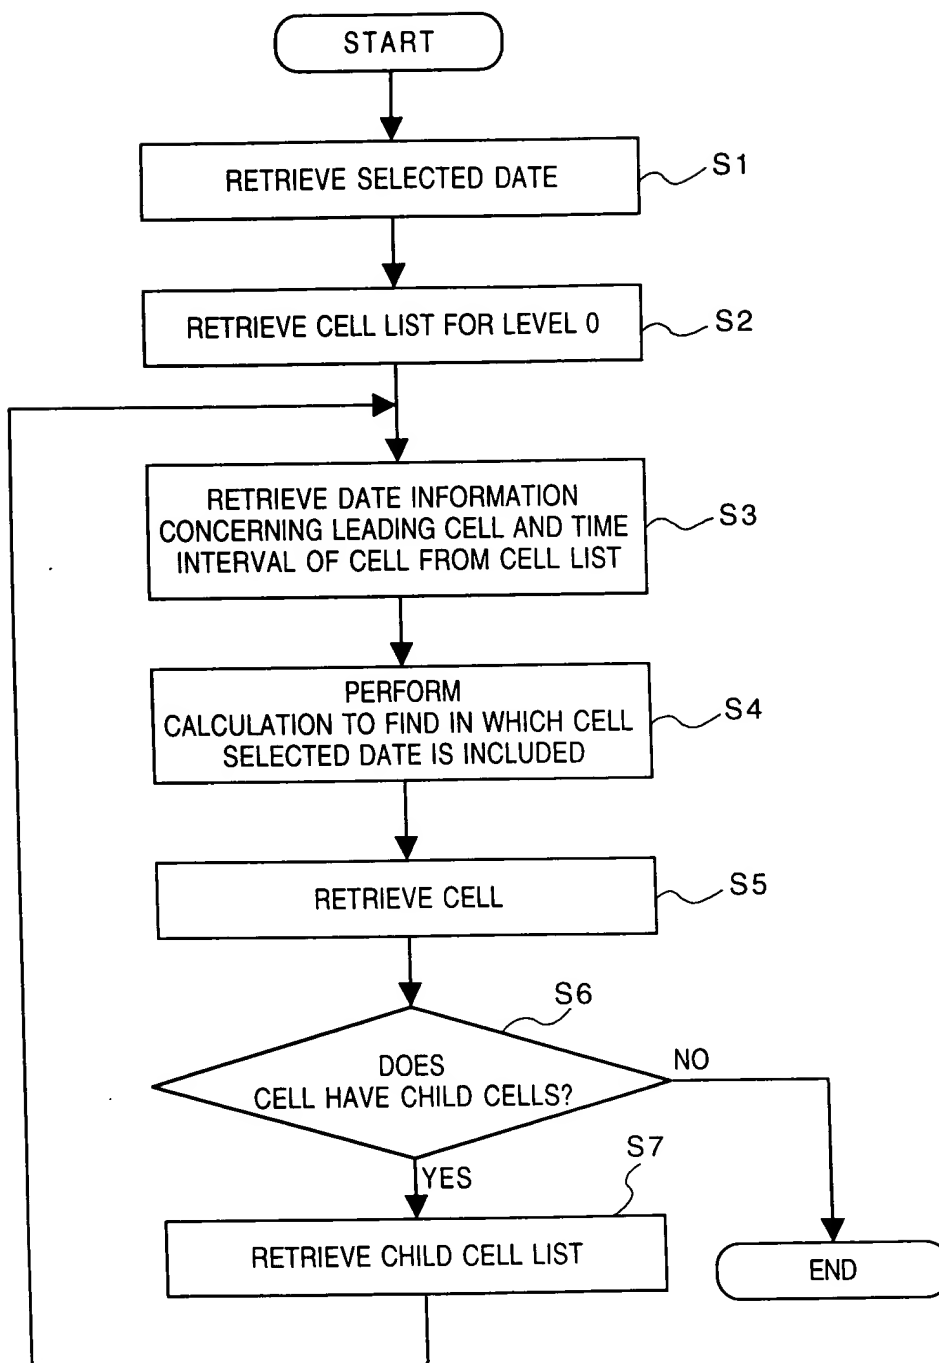 START
RETRIEVE SELECTED DATE
S1
RETRIEVE CELL LIST FOR LEVEL 0
S2
RETRIEVE DATE INFORMATION
CONCERNING LEADING CELL AND TIME
INTERVAL OF CELL FROM CELL LIST
S3
PERFORM
CALCULATION TO FIND IN WHICH CELL
SELECTED DATE IS INCLUDED
S4
RETRIEVE CELL
S5
S6
DOES
CELL HAVE CHILD CELLS?
NO
YES
S7
RETRIEVE CHILD CELL LIST
END